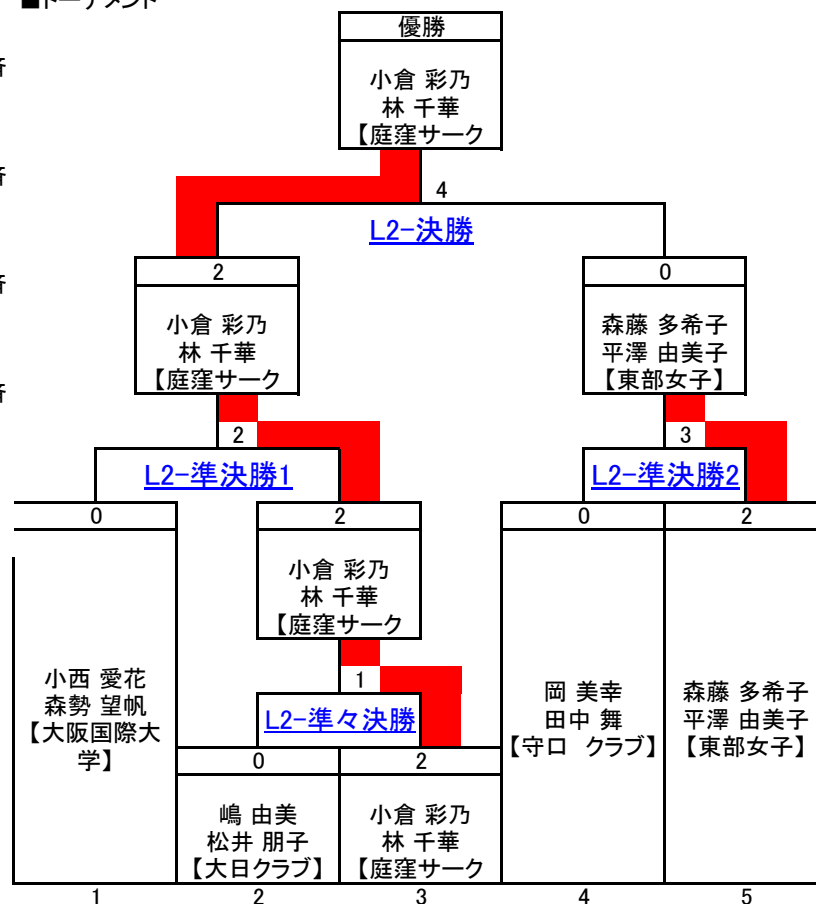 ■トーナメント
優勝
済
小倉 彩乃
林 千華
【庭窪サーク
済
4
L2-決勝
済
2
0
小倉 彩乃
林 千華
【庭窪サーク
森藤 多希子
平澤 由美子
【東部女子】
済
2
3
L2-準決勝1
L2-準決勝2
0
2
0
2
小倉 彩乃
林 千華
【庭窪サーク
小西 愛花
森勢 望帆
【大阪国際大
学】
1
L2-準々決勝
岡 美幸
田中 舞
【守口　クラブ】
森藤 多希子
平澤 由美子
【東部女子】
0
2
嶋 由美
松井 朋子
【大日クラブ】
小倉 彩乃
林 千華
【庭窪サーク
1
2
3
4
5